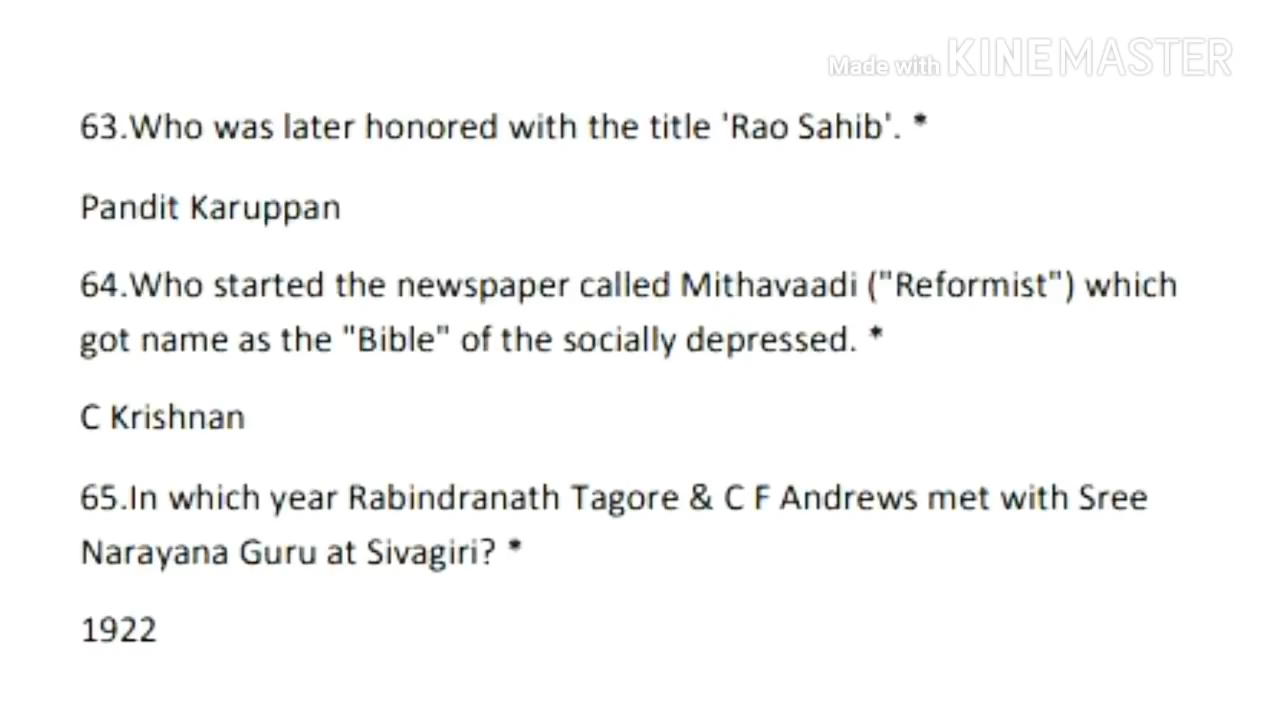 Made with KINEMASTER
63.Who was later honored with the title 'Rao Sahib'. *
Pandit Karuppan
64.Who started the newspaper called Mithavaadi ("Reformist") which
got name as the "Bible" of the socially depressed. *
C Krishnan
65.In which year Rabindranath Tagore & C F Andrews met with Sree
Narayana Guru at Sivagiri? *
1922